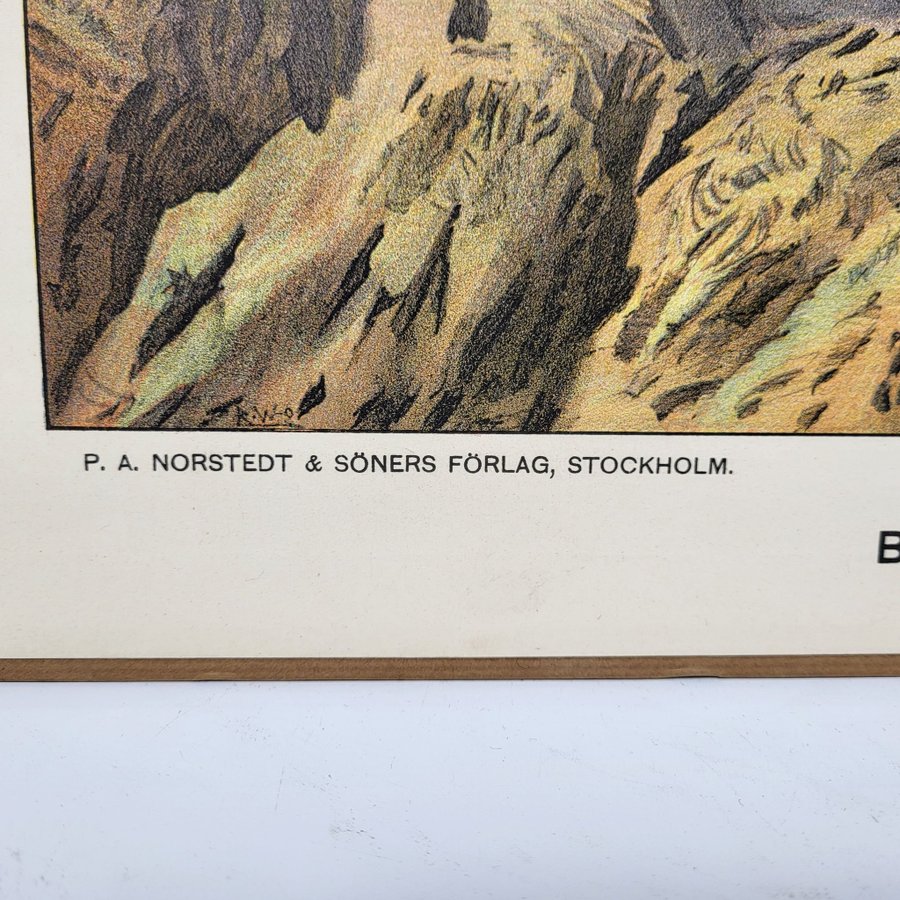 P. A. NORSTEDT & SÖNERS FÖRLAG, STOCKHOLM.
B